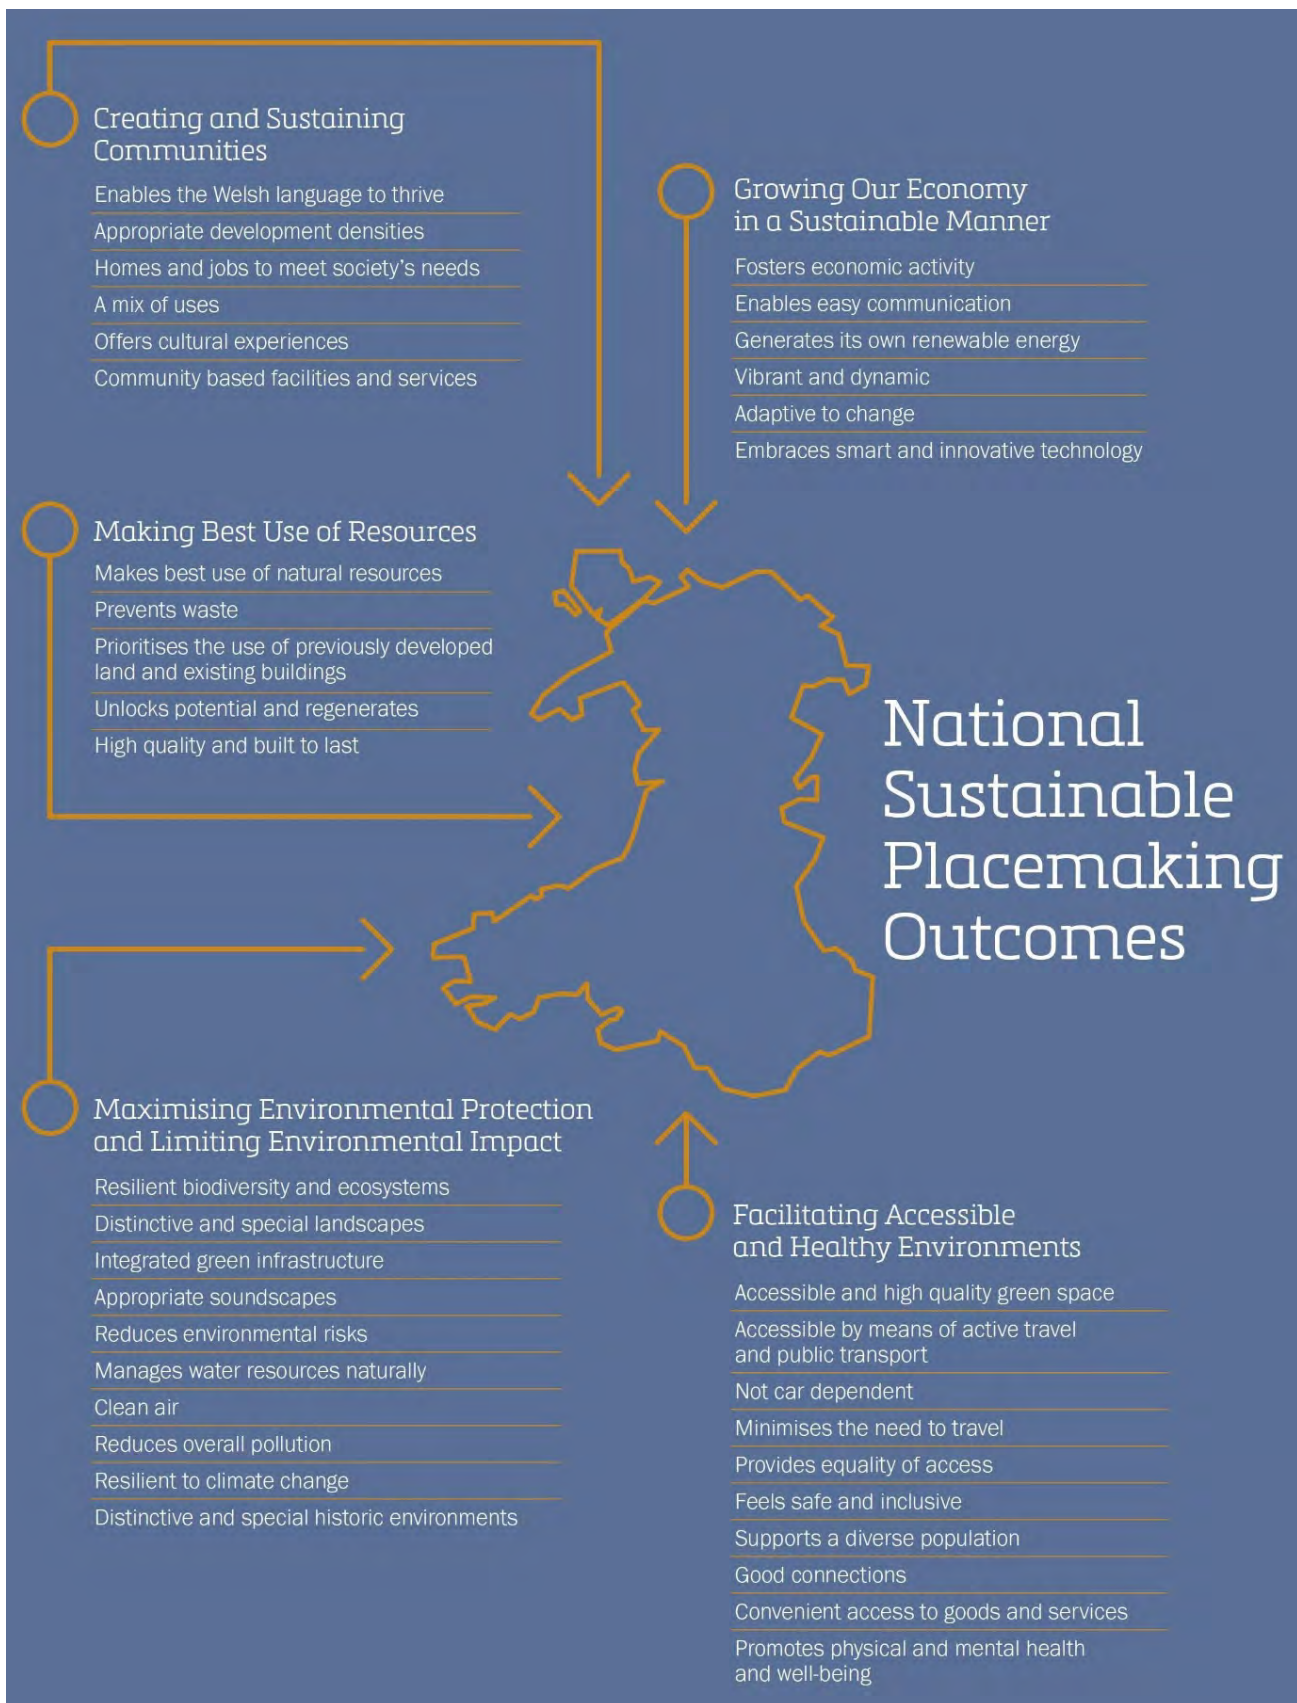 Creating and Sustaining
Communities
Enables the Welsh language to thrive
Appropriate development densities
Homes and jobs to meet society's needs
A mix of uses
Offers cultural experiences
Community based facilities and services
Growing Our Economy
in a Sustainable Manner
Fosters economic activity
Enables easy communication
Generates its own renewable energy
Vibrant and dynamic
Adaptive to change
Embraces smart and innovative technology
Making Best Use of Resources
Makes best use of natural resources
Prevents waste
Prioritises the use of previously developed
land and existing buildings
Unlocks potential and regenerates
High quality and built to last
National
Sustainable
Placemaking
Outcomes
Maximising Environmental Protection
and Limiting Environmental Impact
Resilient biodiversity and ecosystems
Distinctive and special landscapes
Integrated green infrastructure
Appropriate soundscapes
Reduces environmental risks
Manages water resources naturally
Clean air
Reduces overall pollution
Resilient to climate change
Distinctive and special historic environments
Facilitating Accessible
and Healthy Environments
Accessible and high quality green space
Accessible by means of active travel
and public transport
Not car dependent
Minimises the need to travel
Provides equality of access
Feels safe and inclusive
Supports a diverse population
Good connections
Convenient access to goods and services
Promotes physical and mental health
and well-being